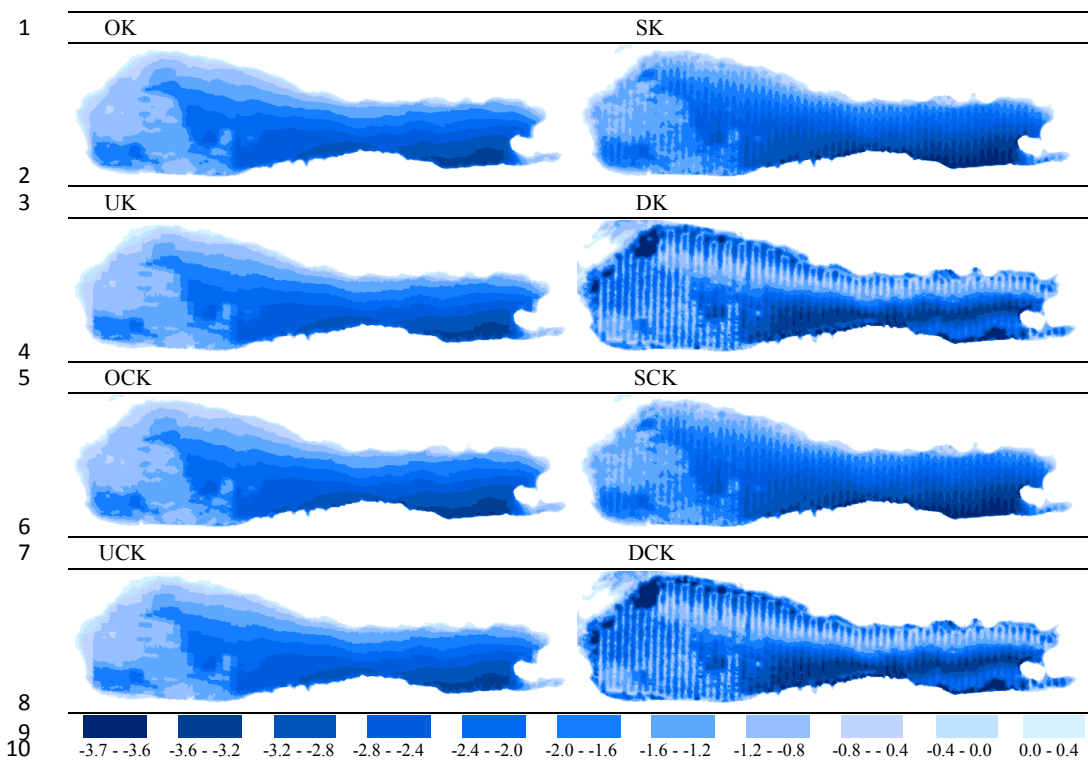 1 OK SK
2
3 UK DK
4
5 OCK SCK
6
7 UCK DCK
8
9
10 -3.7 - -3.6 -3.6 - -3.2 -3.2 - -2.8 -2.8 - -2.4 -2.4 - -2.0 -2.0 - -1.6 -1.6 - -1.2 -1.2 - -0.8 -0.8 - -0.4 -0.4 - 0.0 0.0 - 0.4